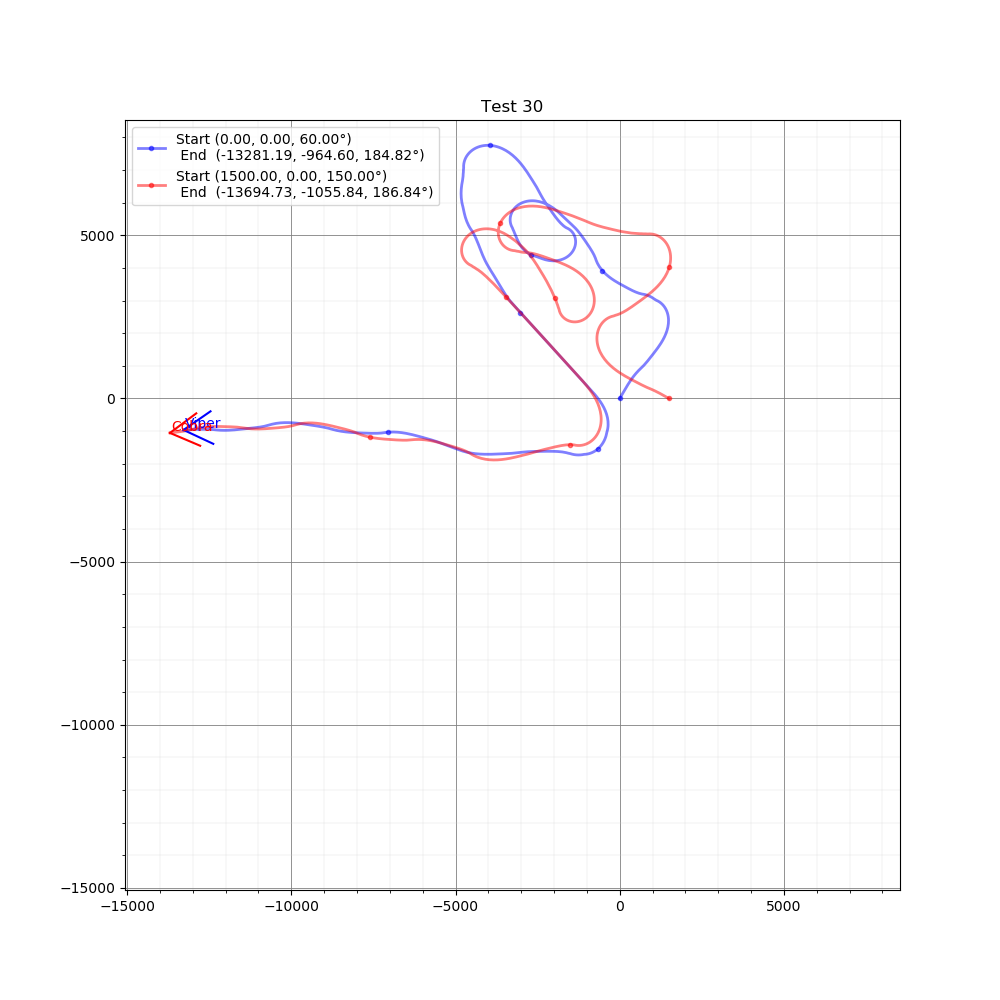 Test 30
Start (0.00, 0.00, 60.00°)
End (-13281.19, -964.60, 184.82°)
Start (1500.00, 0.00, 150.00°)
End (-13694.73, -1055.84, 186.84°)
5000
0
−5000
−10000
−15000
Viper
−15000
−10000
−5000
0
5000